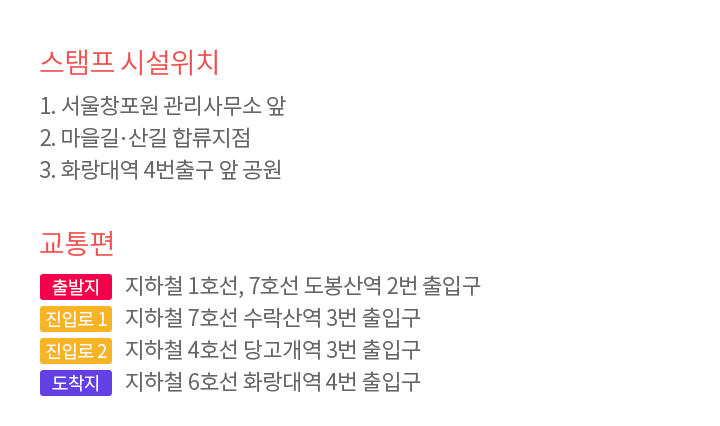 스탬프 시설위치
1. 서울창포원 관리사무소 앞
2. 마을길·산길 합류지점
3. 화랑대역 4번출구 앞 공원
교통편
출발지 지하철 1호선, 7호선 도봉산역 2번 출입구
진입로 1 지하철 7호선 수락산역 3번 출입구
진입로 2 지하철 4호선 당고개역 3번 출입구
도착지 지하철 6호선 화랑대역 4번 출입구